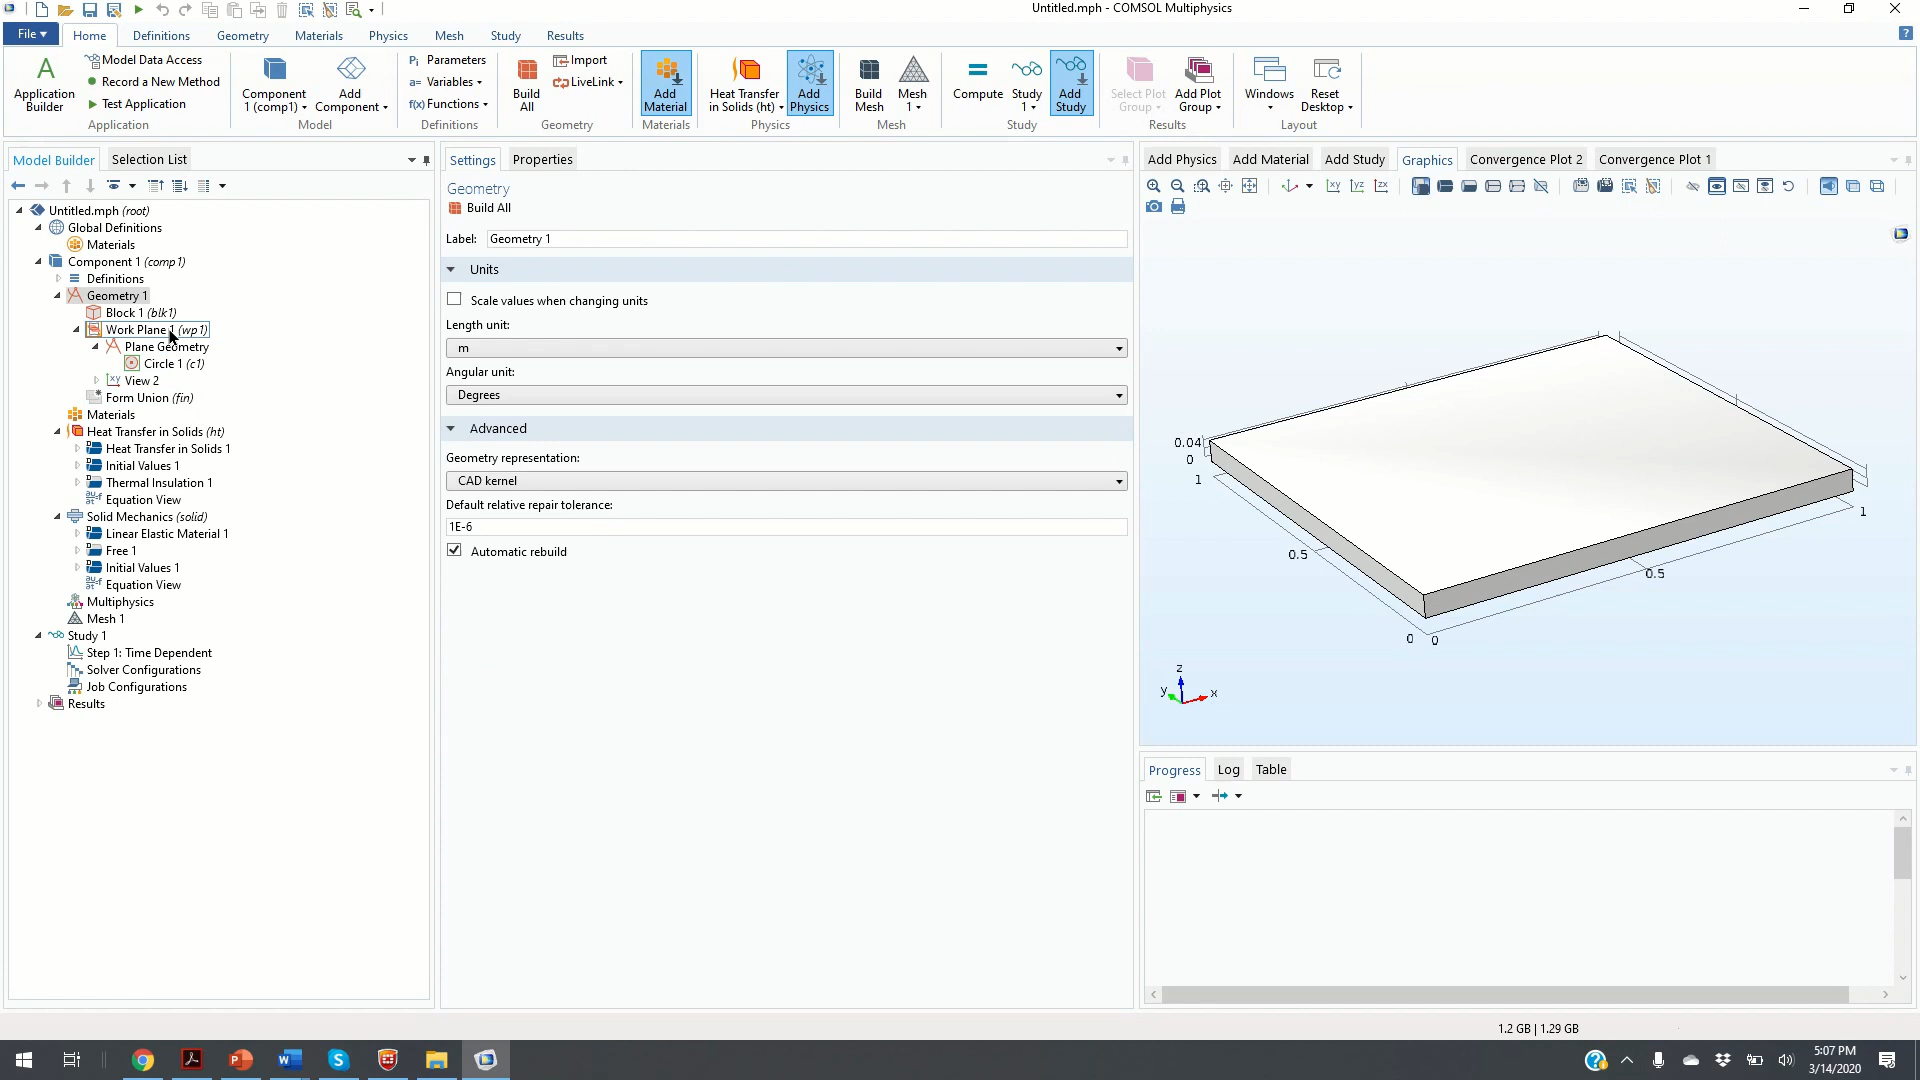 Untitled.mph - COMSOL Multiphysics
File Home Definitions Geometry Materials Physics Mesh Study Results
Application Builder
Model Data Access
Record a New Method
Test Application
Application
Component 1 (comp1)
Add Component
Model
Pi Parameters
a= Variables
f(x) Functions
Definitions
Build All
Import
LiveLink
Geometry
Add Material
Materials
Heat Transfer in Solids (ht)
Add Physics
Physics
Build Mesh
Mesh 1
Mesh
Compute
Study 1
Add Study
Study
Select Plot Group
Add Plot Group
Results
Windows
Reset Desktop
Layout
Model Builder Selection List
Untitled.mph (root)
Global Definitions
Materials
Component 1 (comp1)
Definitions
Geometry 1
Block 1 (blk1)
Work Plane 1 (wp1)
Plane Geometry
Circle 1 (c1)
View 2
Form Union (fin)
Materials
Heat Transfer in Solids (ht)
Heat Transfer in Solids 1
Initial Values 1
Thermal Insulation 1
Equation View
Solid Mechanics (solid)
Linear Elastic Material 1
Free 1
Initial Values 1
Equation View
Multiphysics
Mesh 1
Study 1
Step 1: Time Dependent
Solver Configurations
Job Configurations
Results
Settings Properties
Geometry
Build All
Label: Geometry 1
Units
Scale values when changing units
Length unit:
m
Angular unit:
Degrees
Advanced
Geometry representation:
CAD kernel
Default relative repair tolerance:
1E-6
Automatic rebuild
Add Physics Add Material Add Study Graphics Convergence Plot 2 Convergence Plot 1
xy yz zx
0.04
0
1
1
0.5
0.5
0 0
z
y x
Progress Log Table
1.2 GB | 1.29 GB
5:07 PM
3/14/2020